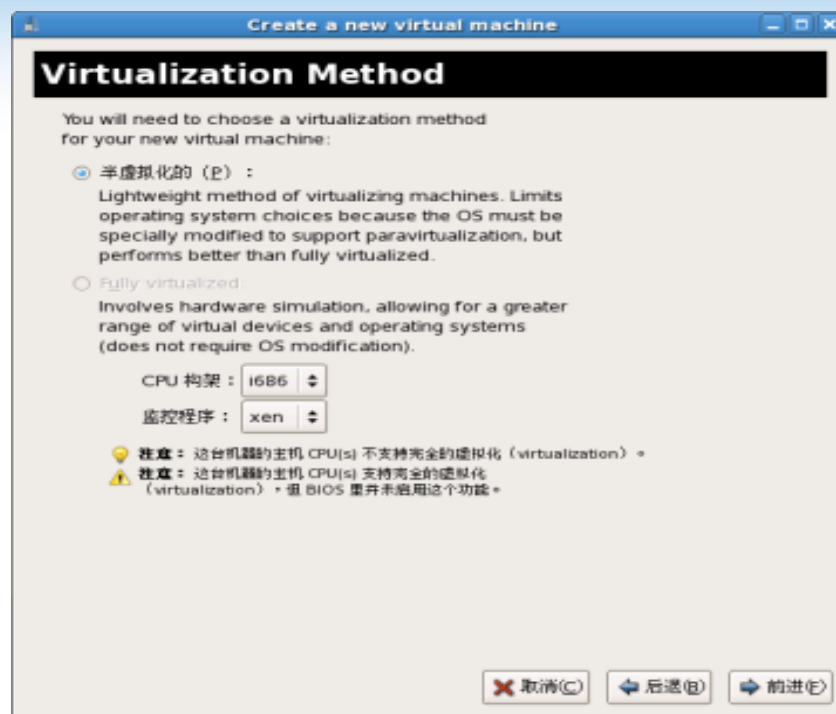 Create a new virtual machine
Virtualization Method
You will need to choose a virtualization method
for your new virtual machine:
半虚拟化的（P）：
Lightweight method of virtualizing machines. Limits
operating system choices because the OS must be
specially modified to support paravirtualization, but
performs better than fully virtualized.
Fully virtualized:
Involves hardware simulation, allowing for a greater
range of virtual devices and operating systems
(does not require OS modification).
CPU 构架： i686
监控程序： xen
注意： 这台机器的主机 CPU(s) 不支持完全的虚拟化（virtualization）。
注意： 这台机器的主机 CPU(s) 支持完全的虚拟化
（virtualization），但 BIOS 里并未启用这个功能。
取消(C) 后退(B) 前进(F)